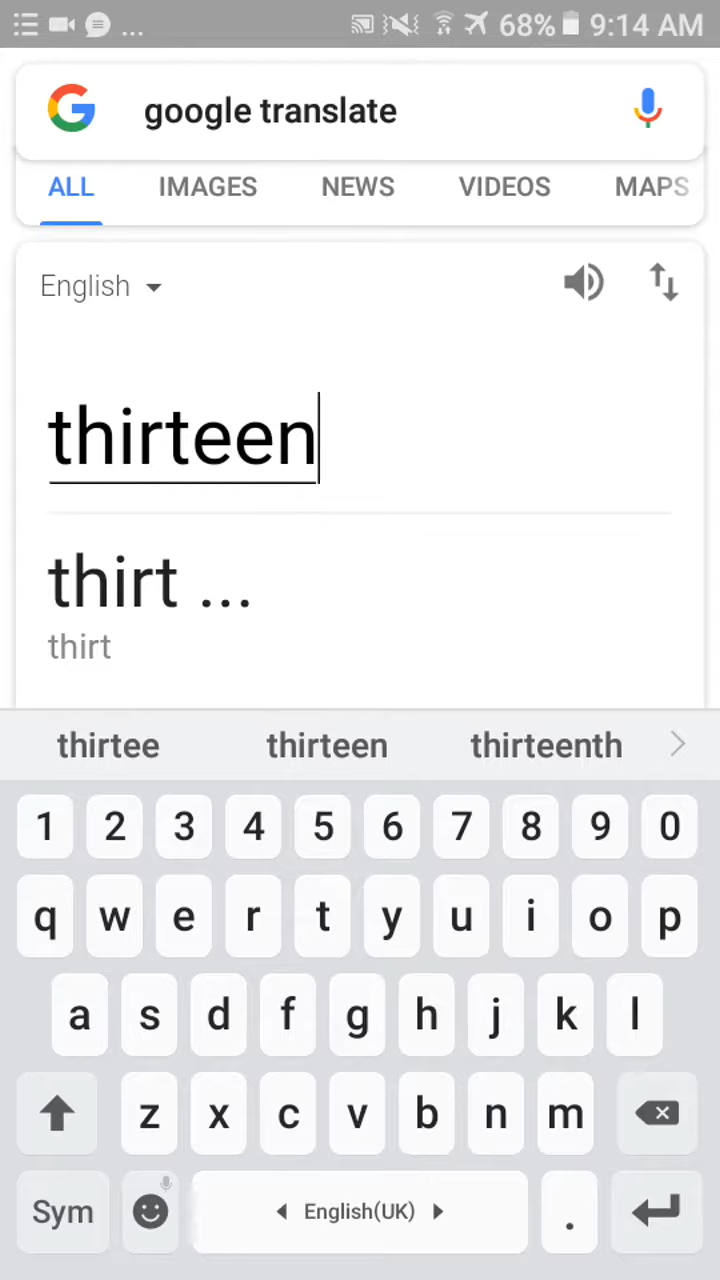 ... 68% 9:14 AM
google translate
ALL IMAGES NEWS VIDEOS MAPS
English
thirteen
thirt ...
thirt
thirtee thirteen thirteenth
1 2 3 4 5 6 7 8 9 0
q w e r t y u i o p
a s d f g h j k l
z x c v b n m
Sym English(UK) .